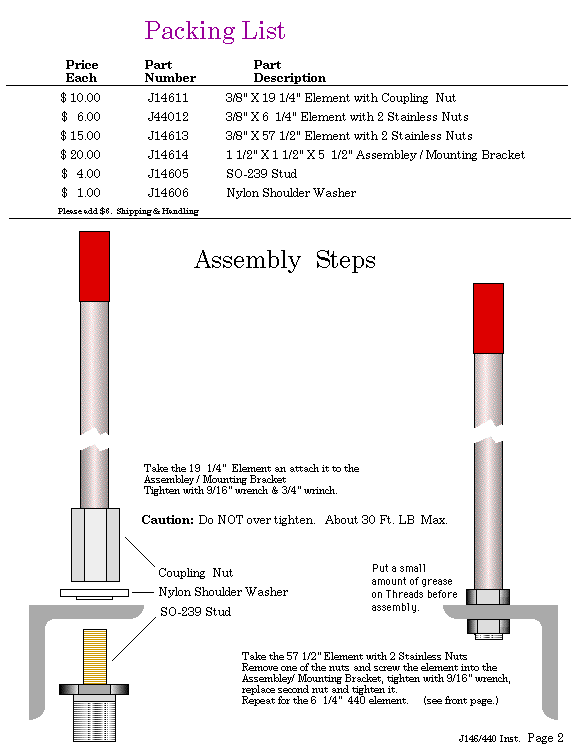 Packing List
Price Each Part Number Part Description
$ 10.00 J14611 3/8" X 19 1/4" Element with Coupling Nut
$ 6.00 J44012 3/8" X 6 1/4" Element with 2 Stainless Nuts
$ 15.00 J14613 3/8" X 57 1/2" Element with 2 Stainless Nuts
$ 20.00 J14614 1 1/2" X 1 1/2" X 5 1/2" Assembley / Mounting Bracket
$ 4.00 J14605 SO-239 Stud
$ 1.00 J14606 Nylon Shoulder Washer
Please add $6. Shipping & Handling
Assembly Steps
Take the 19 1/4" Element an attach it to the
Assembley / Mounting Bracket
Tighten with 9/16" wrench & 3/4" wrinch.
Caution: Do NOT over tighten. About 30 Ft. LB Max.
Coupling Nut
Nylon Shoulder Washer
SO-239 Stud
Put a small
amount of grease
on Threads before
assembly.
Take the 57 1/2" Element with 2 Stainless Nuts
Remove one of the nuts and screw the element into the
Assembley/ Mounting Bracket, tighten with 9/16" wrench,
replace second nut and tighten it.
Repeat for the 6 1/4" 440 element. (see front page.)
J146/440 Inst. Page 2